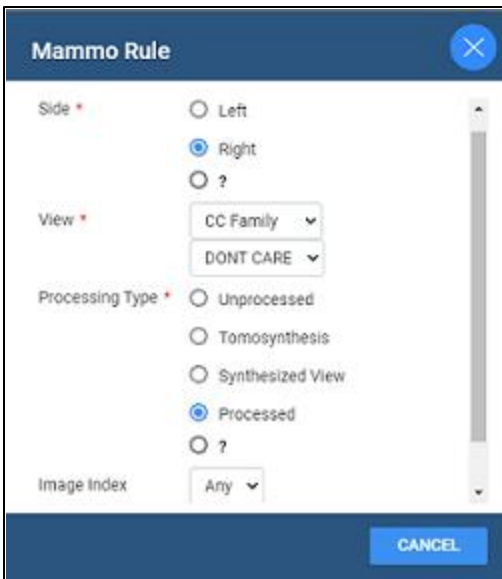 Mammo Rule
Side *
Left
Right
?
View *
CC Family
DONT CARE
Processing Type *
Unprocessed
Tomosynthesis
Synthesized View
Processed
?
Image Index
Any
CANCEL